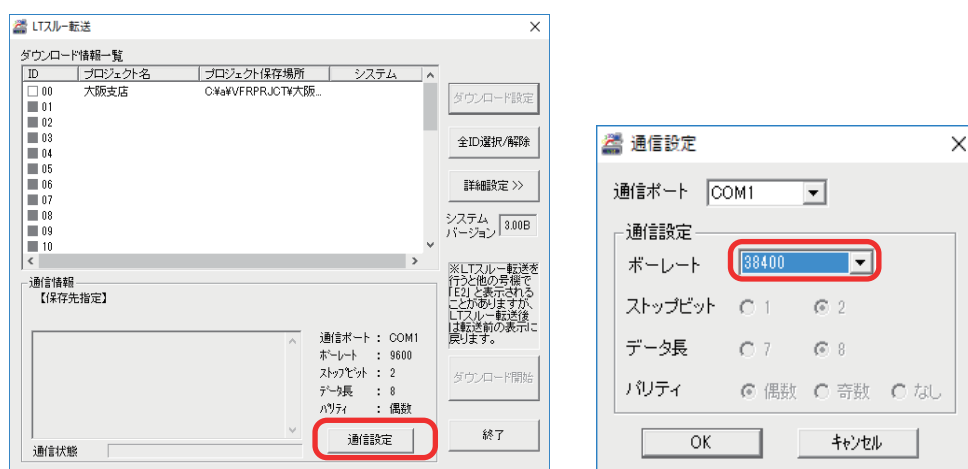 LTスルー転送
ダウンロード情報一覧
ID プロジェクト名 プロジェクト保存場所 システム
00 大阪支店 C:¥a¥VFRPRJCT¥大阪...
01
02
03
04
05
06
07
08
09
10
ダウンロード設定
全ID選択/解除
詳細設定 >>
システム
バージョン 3.00B
※LTスルー転送を
行うと他の号機で
「E2」と表示される
ことがありますが、
LTスルー転送後
は転送前の表示に
戻ります。
通信情報
【保存先指定】
通信ポート : COM1
ボーレート : 9600
ストップビット : 2
データ長 : 8
パリティ : 偶数
通信設定
通信状態
ダウンロード開始
終了
通信設定
通信ポート COM1
通信設定
ボーレート 38400
ストップビット 1 2
データ長 7 8
パリティ 偶数 奇数 なし
OK キャンセル